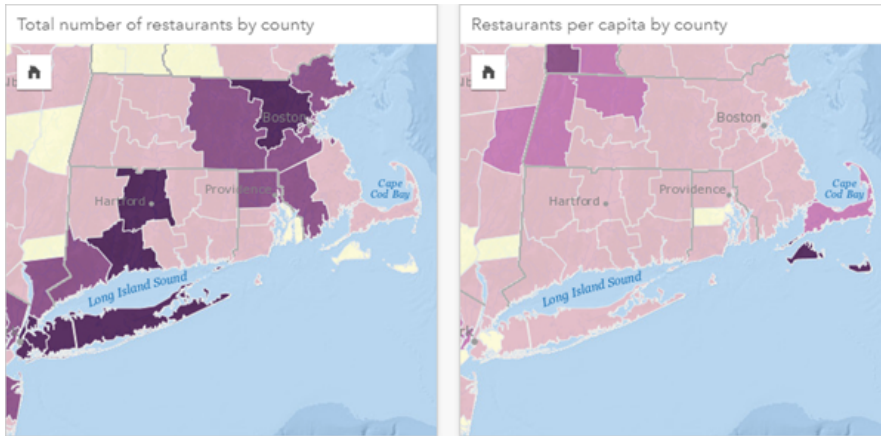 Total number of restaurants by county
Boston
Cape
Cod Bay
Providence
Hartford
Long Island Sound
Restaurants per capita by county
Boston
Cape
Cod Bay
Providence
Hartford
Long Island Sound